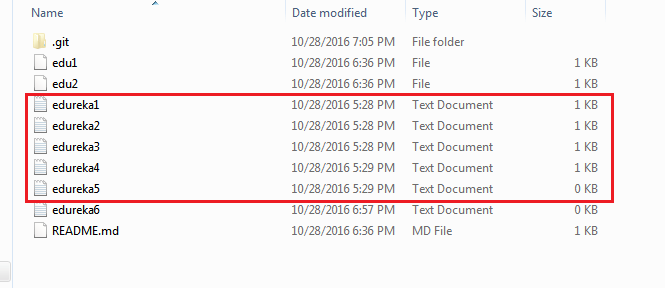 Name Date modified Type Size
.git 10/28/2016 7:05 PM File folder
edu1 10/28/2016 6:36 PM File 1 KB
edu2 10/28/2016 6:36 PM File 1 KB
edureka1 10/28/2016 5:28 PM Text Document 1 KB
edureka2 10/28/2016 5:28 PM Text Document 1 KB
edureka3 10/28/2016 5:28 PM Text Document 1 KB
edureka4 10/28/2016 5:29 PM Text Document 1 KB
edureka5 10/28/2016 5:29 PM Text Document 0 KB
edureka6 10/28/2016 6:57 PM Text Document 0 KB
README.md 10/28/2016 6:36 PM MD File 1 KB